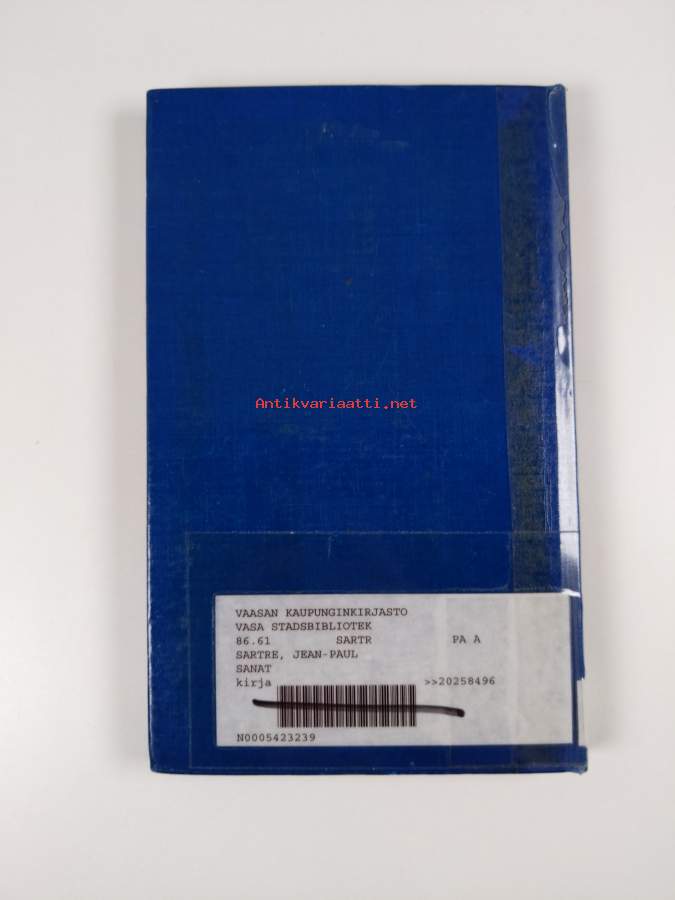 Antikvariaatti.net
VAASAN KAUPUNGINKIRJASTO
VASA STADSBIBLIOTEK
86.61 SARTR PA A
SARTRE, JEAN-PAUL
SANAT
kirja >>20258496
N0005423239